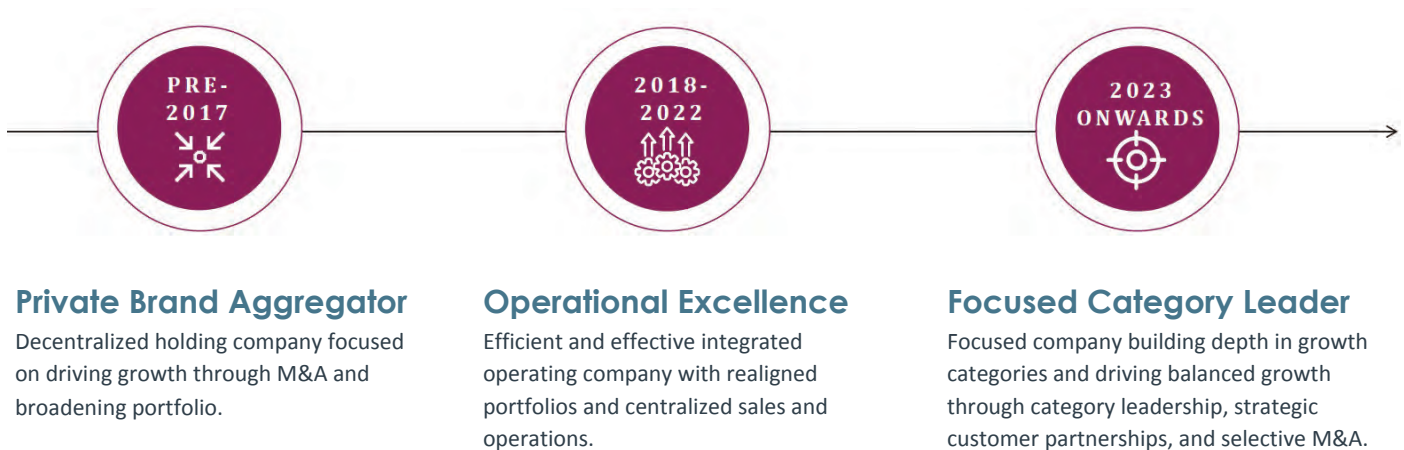 PRE-
2017
2018-
2022
2023
ONWARDS
Private Brand Aggregator
Decentralized holding company focused
on driving growth through M&A and
broadening portfolio.
Operational Excellence
Efficient and effective integrated
operating company with realigned
portfolios and centralized sales and
operations.
Focused Category Leader
Focused company building depth in growth
categories and driving balanced growth
through category leadership, strategic
customer partnerships, and selective M&A.